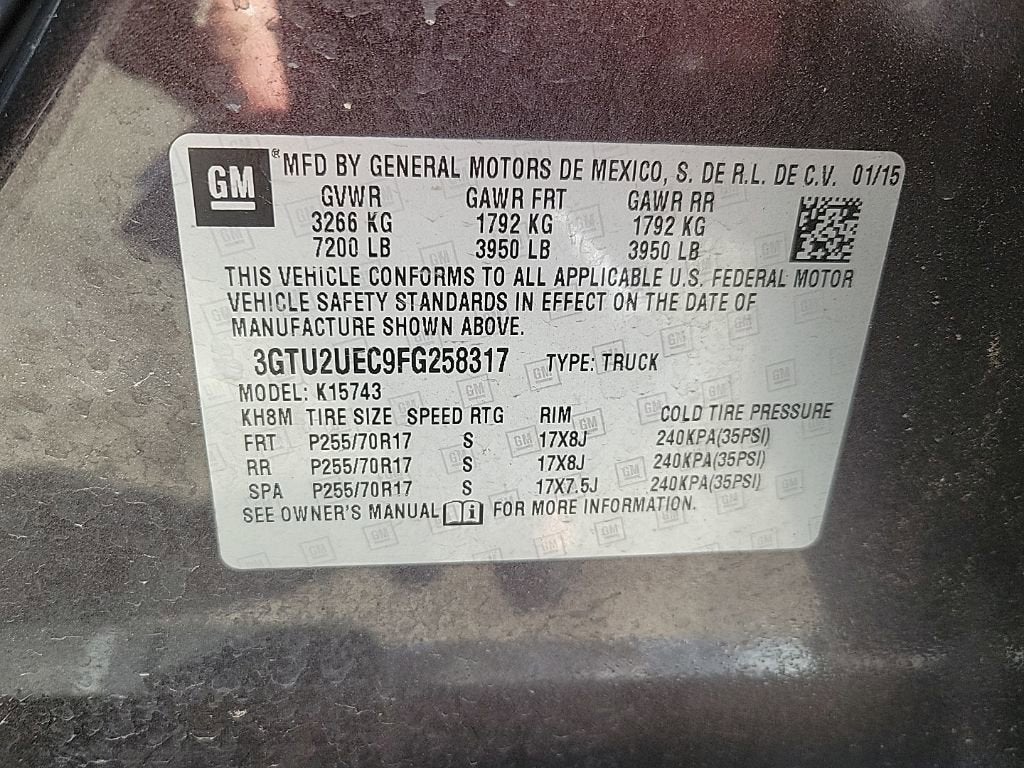 GM ® MFD BY GENERAL MOTORS DE MEXICO, S. DE R.L. DE C.V. 01/15
GVWR GAWR FRT GAWR RR
3266 KG 1792 KG 1792 KG
7200 LB 3950 LB 3950 LB
THIS VEHICLE CONFORMS TO ALL APPLICABLE U.S. FEDERAL MOTOR
VEHICLE SAFETY STANDARDS IN EFFECT ON THE DATE OF
MANUFACTURE SHOWN ABOVE.
3GTU2UEC9FG258317 TYPE: TRUCK
MODEL: K15743
KH8M TIRE SIZE SPEED RTG RIM COLD TIRE PRESSURE
FRT P255/70R17 S 17X8J 240KPA(35PSI)
RR P255/70R17 S 17X8J 240KPA(35PSI)
SPA P255/70R17 S 17X7.5J 240KPA(35PSI)
SEE OWNER'S MANUAL i FOR MORE INFORMATION.